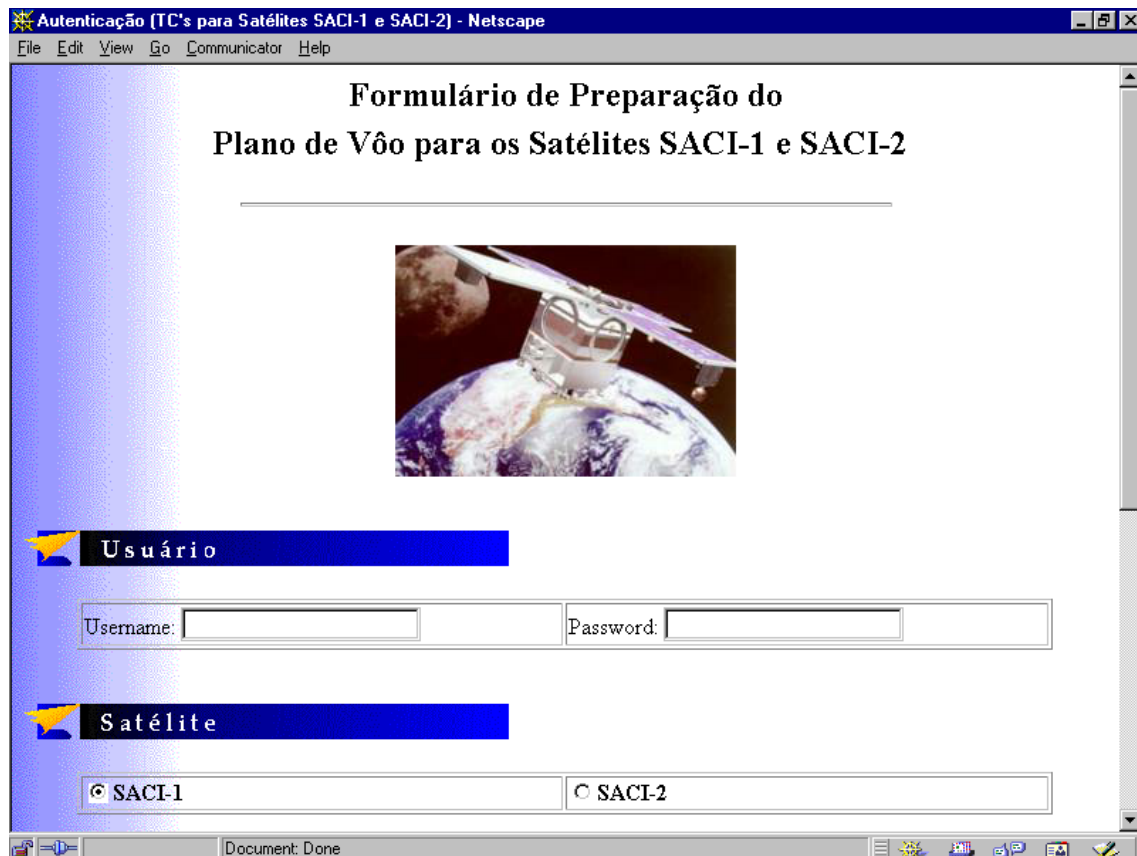 Autenticação (TC's para Satélites SACI-1 e SACI-2) - Netscape
File Edit View Go Communicator Help
Formulário de Preparação do
Plano de Vôo para os Satélites SACI-1 e SACI-2
Usuário
Username: Password:
Satélite
SACI-1 SACI-2
Document: Done